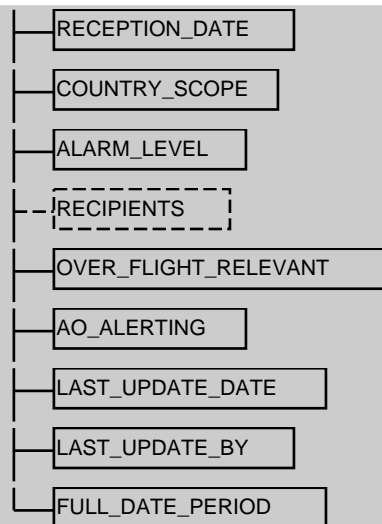 RECEPTION_DATE
COUNTRY_SCOPE
ALARM_LEVEL
RECIPIENTS
OVER_FLIGHT_RELEVANT
AO_ALERTING
LAST_UPDATE_DATE
LAST_UPDATE_BY
FULL_DATE_PERIOD